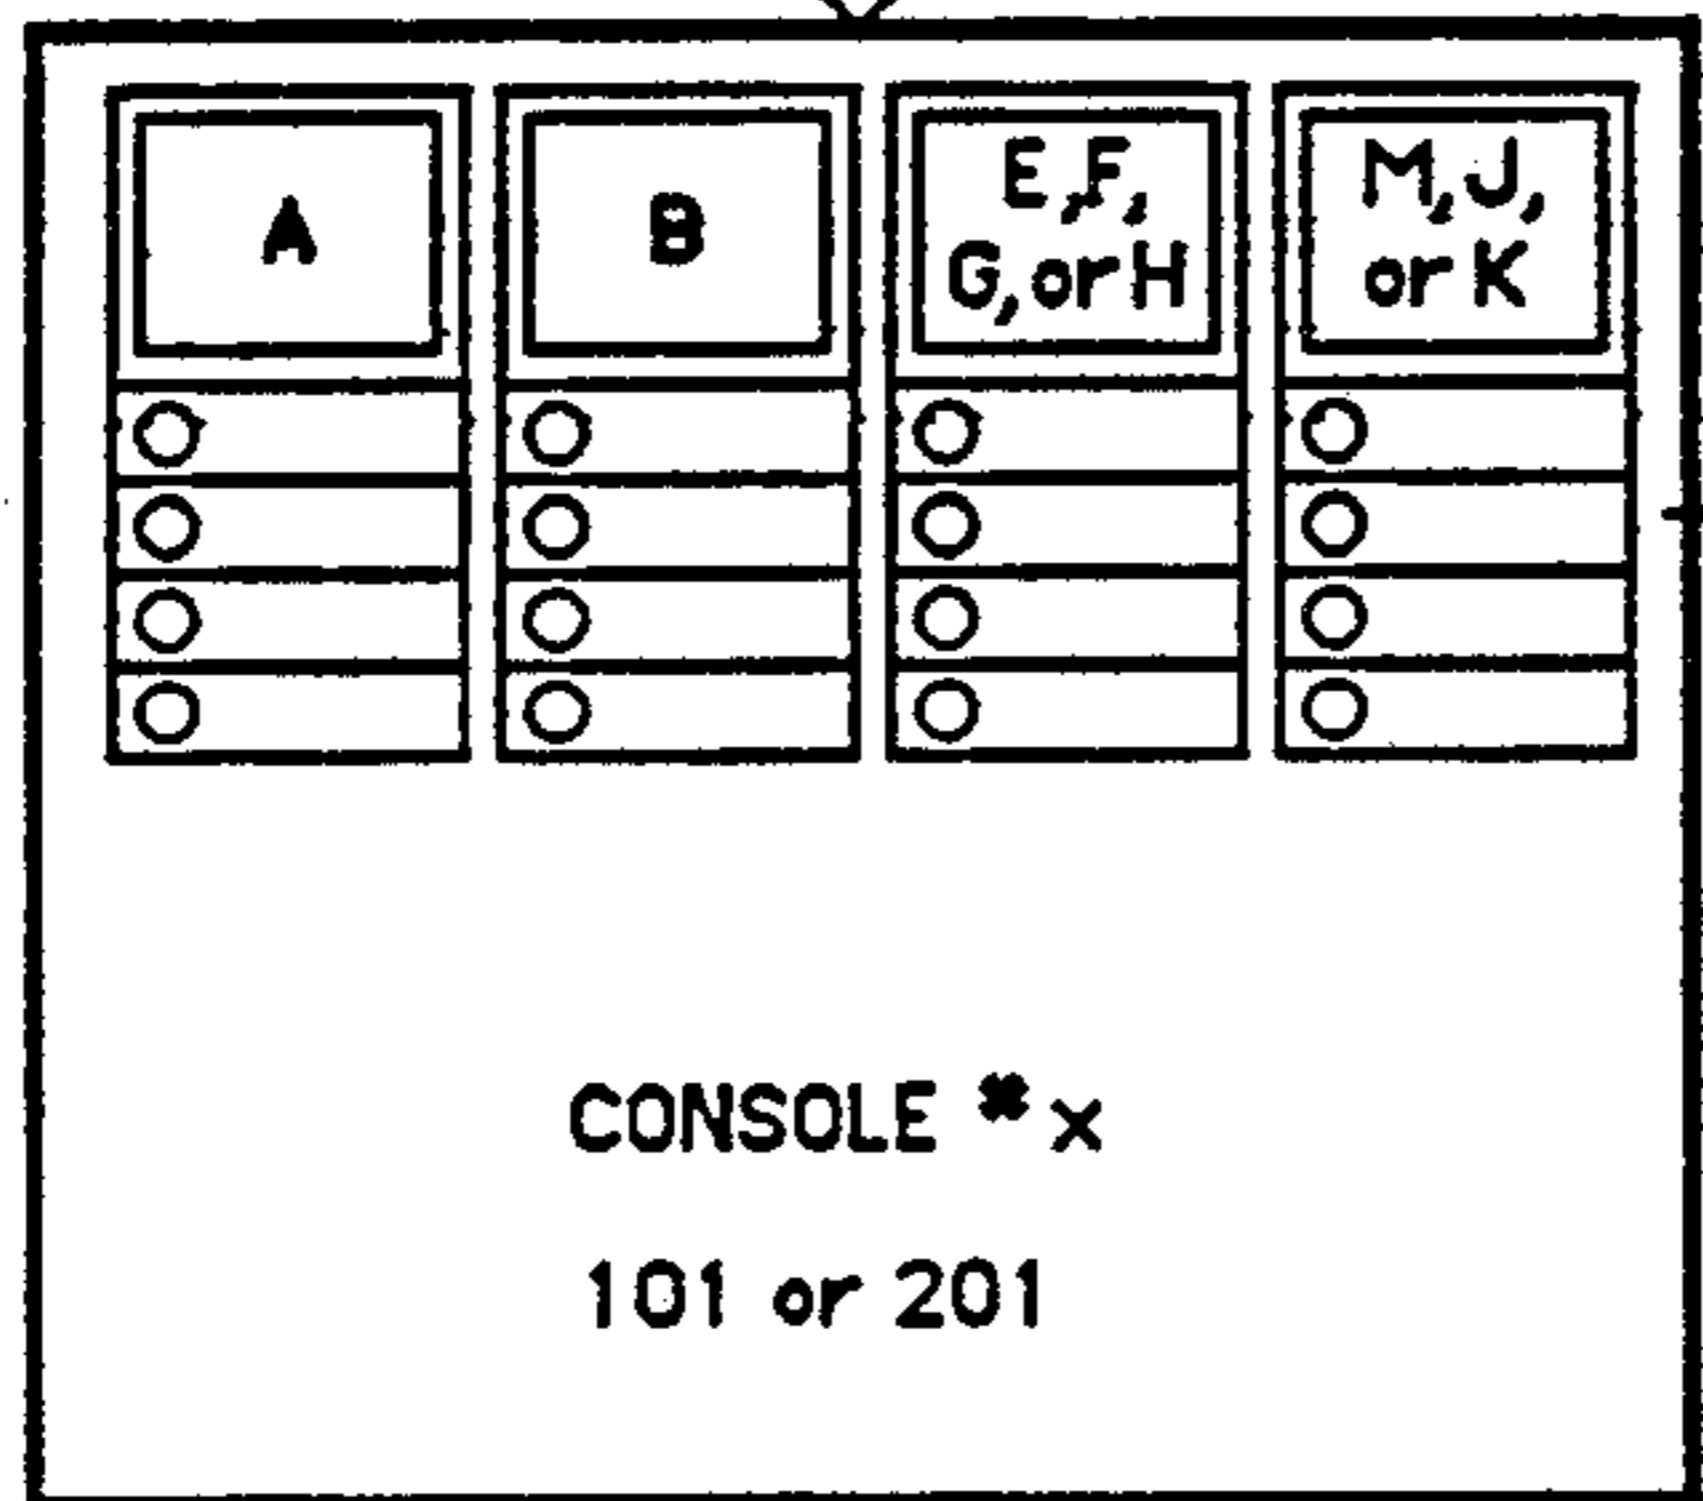 A
B
E,F,
G,or H
M,J,
or K
CONSOLE #x
101 or 201